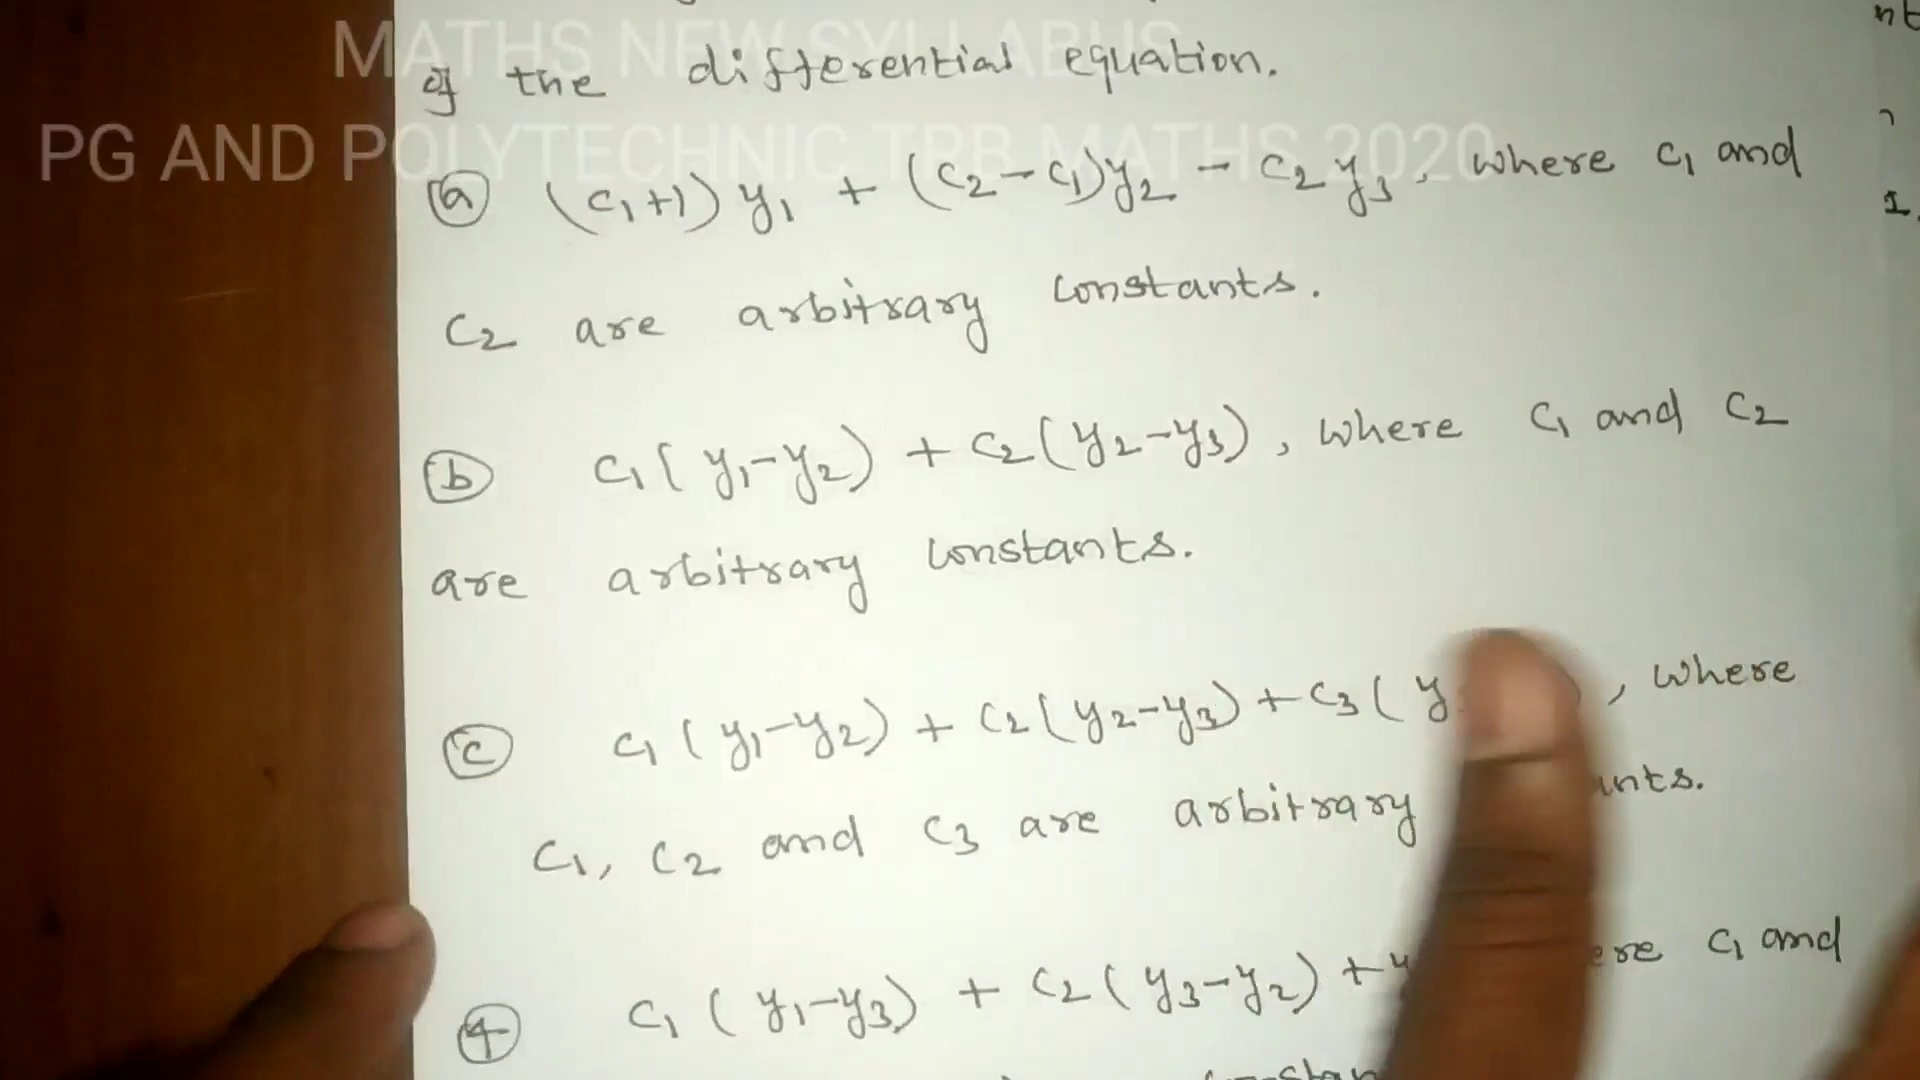 MATHS NEW SYLLABUS
PG AND POLYTECHNIC TRB MATHS 2020
of the differential equation.
(a) (c1+1) y1 + (c2-c1)y2 - c2 y3, where c1 and
c2 are arbitrary constants.
(b) c1(y1-y2) + c2(y2-y3), where c1 and c2
are arbitrary constants.
(c) c1(y1-y2) + c2(y2-y3) + c3(y , where
c1, c2 and c3 are arbitrary
(4) c1(y1-y3) + c2(y3-y2) + c1 and